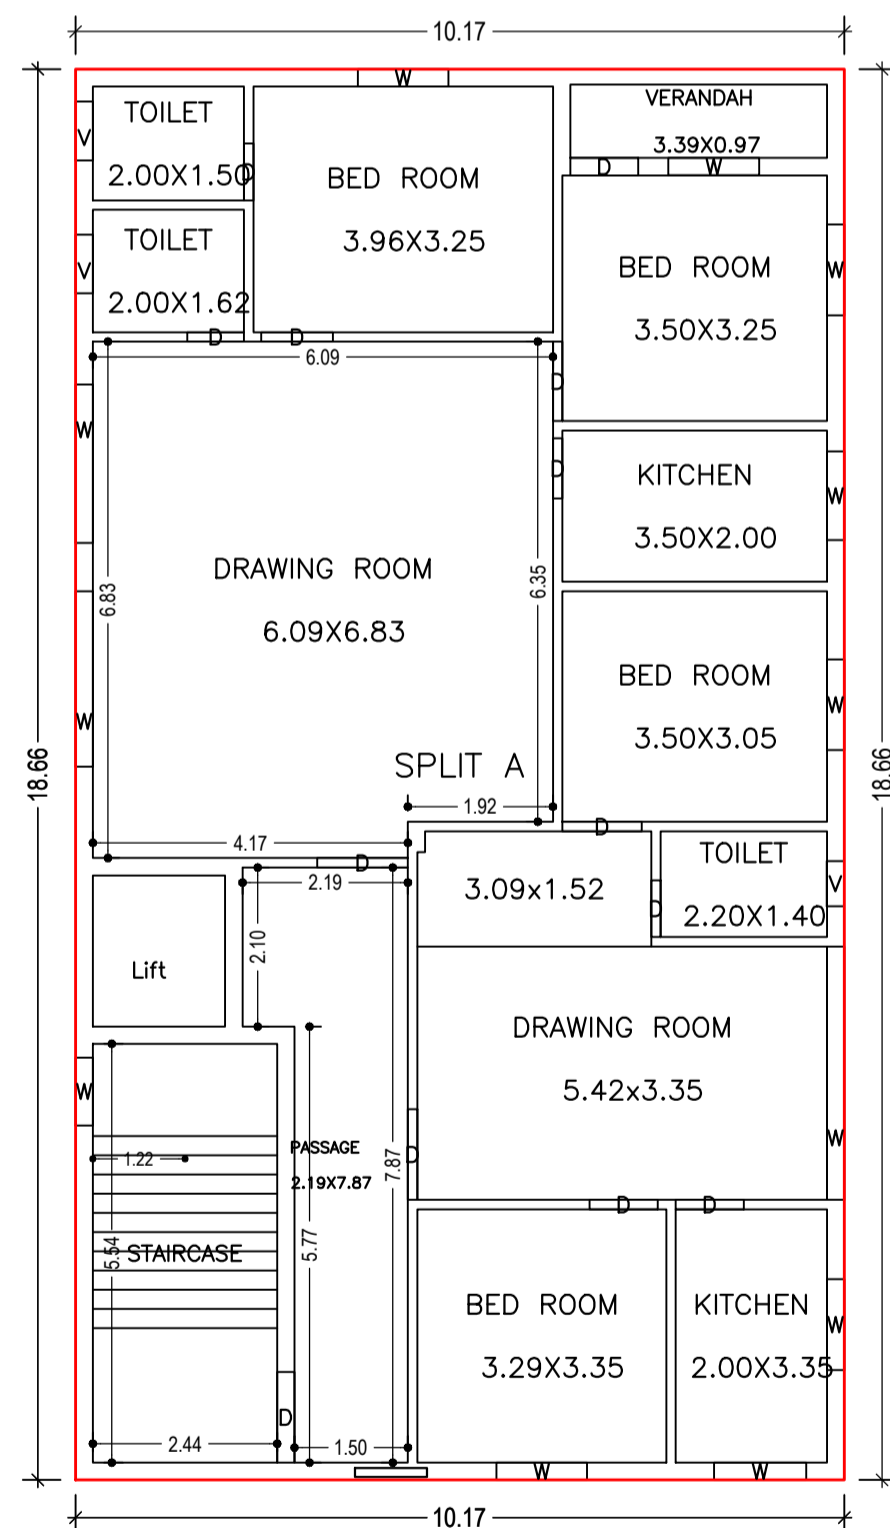 10.17
W
TOILET
2.00X1.50
V
D
BED ROOM
3.96X3.25
VERANDAH
3.39X0.97
D
W
TOILET
2.00X1.62
V
BED ROOM
3.50X3.25
W
D
D
6.09
D
W
D
KITCHEN
3.50X2.00
W
DRAWING ROOM
6.09X6.83
6.83
6.35
BED ROOM
3.50X3.05
W
W
18.66
18.66
SPLIT A
1.92
4.17
D
D
2.19
3.09x1.52
TOILET
2.20X1.40
V
D
2.10
Lift
DRAWING ROOM
5.42x3.35
W
W
D
PASSAGE
2.19X7.87
7.87
1.22
5.54
STAIRCASE
5.77
D
D
BED ROOM
3.29X3.35
KITCHEN
2.00X3.35
W
D
2.44
1.50
W
W
10.17